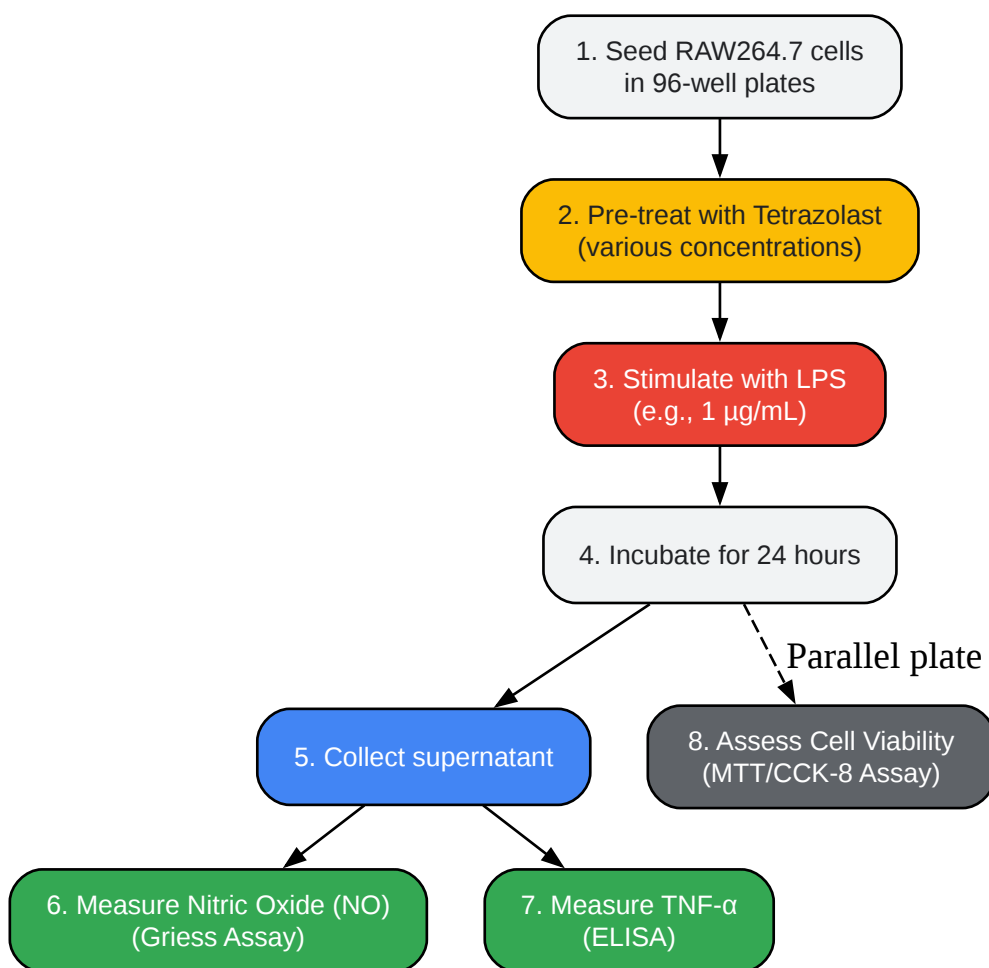 1. Seed RAW264.7 cells
in 96-well plates
2. Pre-treat with Tetrazolast
(various concentrations)
3. Stimulate with LPS
(e.g., 1 µg/mL)
4. Incubate for 24 hours
Parallel plate
5. Collect supernatant
8. Assess Cell Viability
(MTT/CCK-8 Assay)
6. Measure Nitric Oxide (NO)
(Griess Assay)
7. Measure TNF-α
(ELISA)